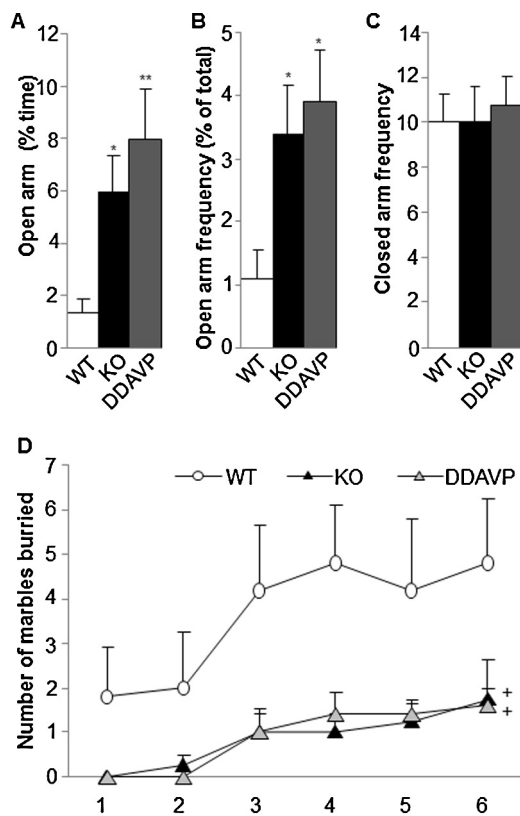 A
Open arm (% time)
12
10
8
6
4
2
0
*
**
WT
KO
DDAVP
B
Open arm frequency (% of total)
5
4
3
2
1
0
*
*
WT
KO
DDAVP
C
Closed arm frequency
14
12
10
8
6
4
2
0
WT
KO
DDAVP
D
Number of marbles burried
7
6
5
4
3
2
1
0
WT
KO
DDAVP
+
+
1 2 3 4 5 6